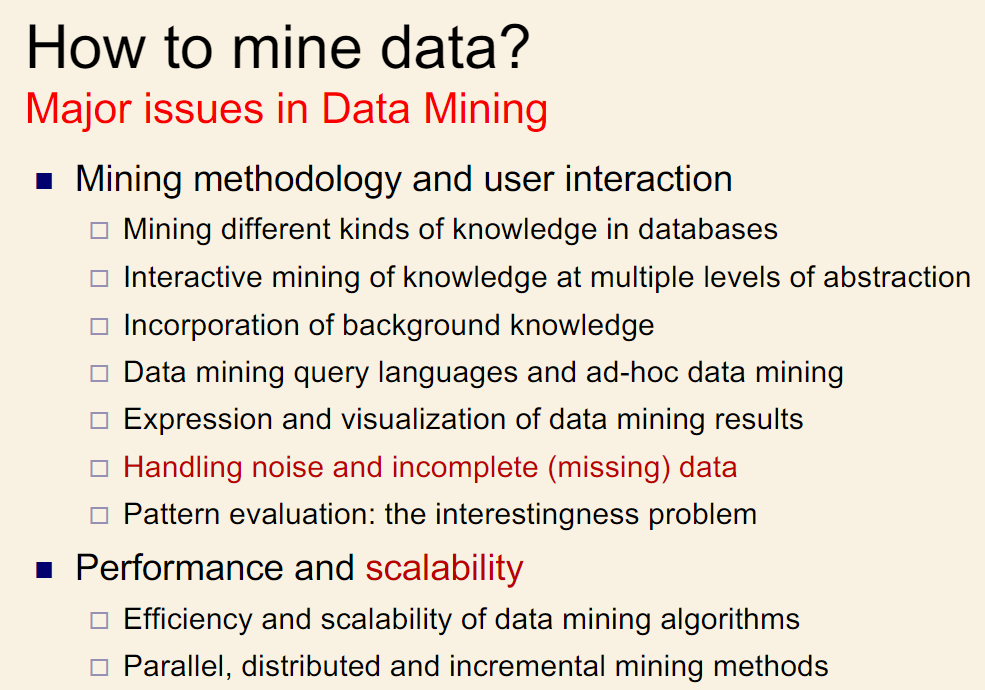 How to mine data?
Major issues in Data Mining
Mining methodology and user interaction
Mining different kinds of knowledge in databases
Interactive mining of knowledge at multiple levels of abstraction
Incorporation of background knowledge
Data mining query languages and ad-hoc data mining
Expression and visualization of data mining results
Handling noise and incomplete (missing) data
Pattern evaluation: the interestingness problem
Performance and scalability
Efficiency and scalability of data mining algorithms
Parallel, distributed and incremental mining methods